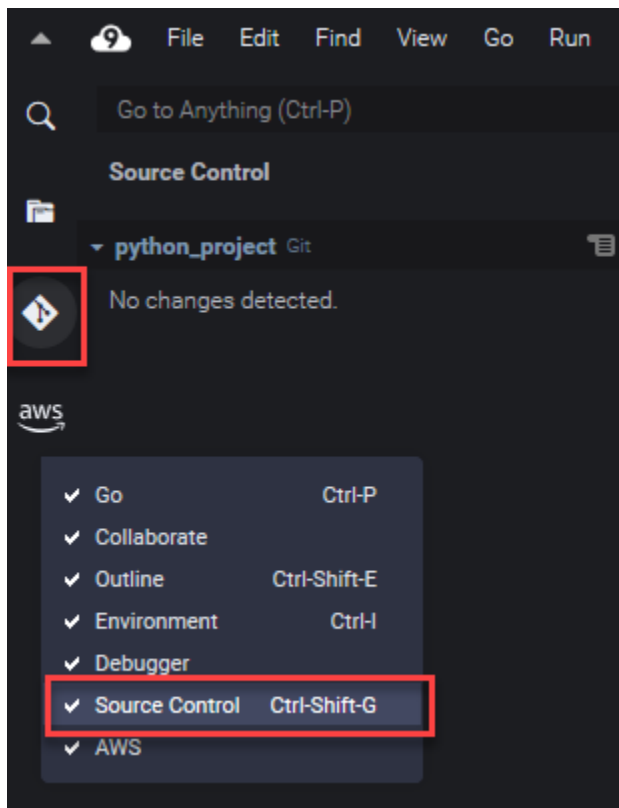 9 File Edit Find View Go Run
Go to Anything (Ctrl-P)
Source Control
python_project Git
No changes detected.
aws
Go Ctrl-P
Collaborate
Outline Ctrl-Shift-E
Environment Ctrl-I
Debugger
Source Control Ctrl-Shift-G
AWS